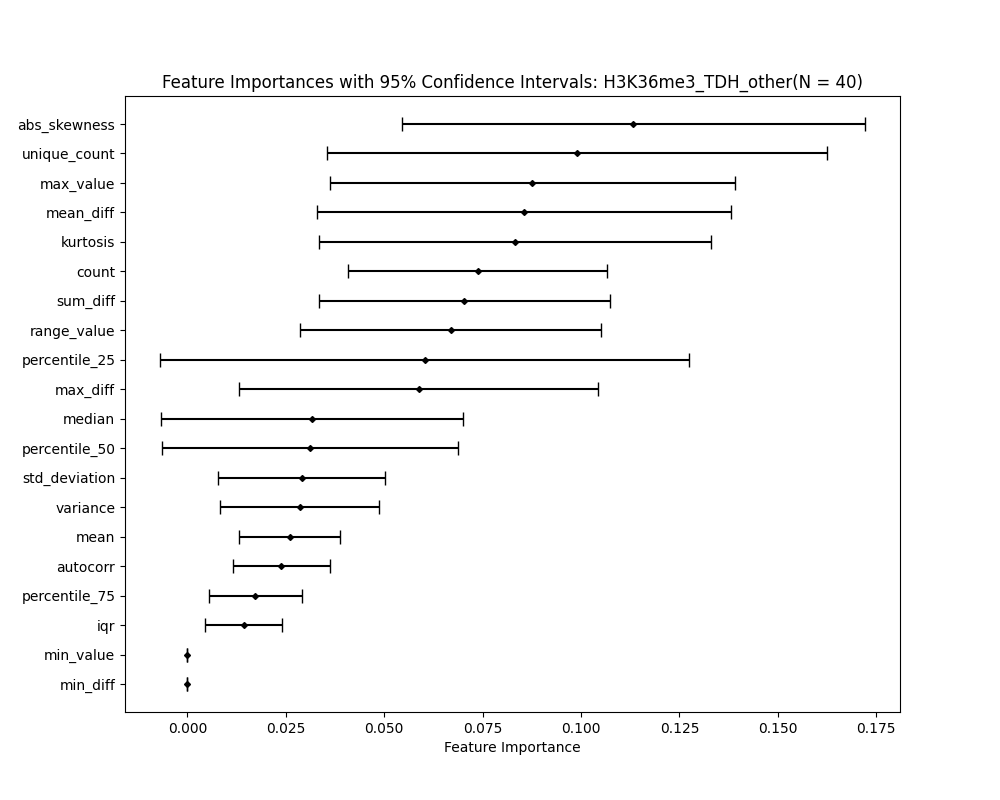 Feature Importances with 95% Confidence Intervals: H3K36me3_TDH_other(N = 40)
abs_skewness
unique_count
max_value
mean_diff
kurtosis
count
sum_diff
range_value
percentile_25
max_diff
median
percentile_50
std_deviation
variance
mean
autocorr
percentile_75
iqr
min_value
min_diff
0.000 0.025 0.050 0.075 0.100 0.125 0.150 0.175
Feature Importance